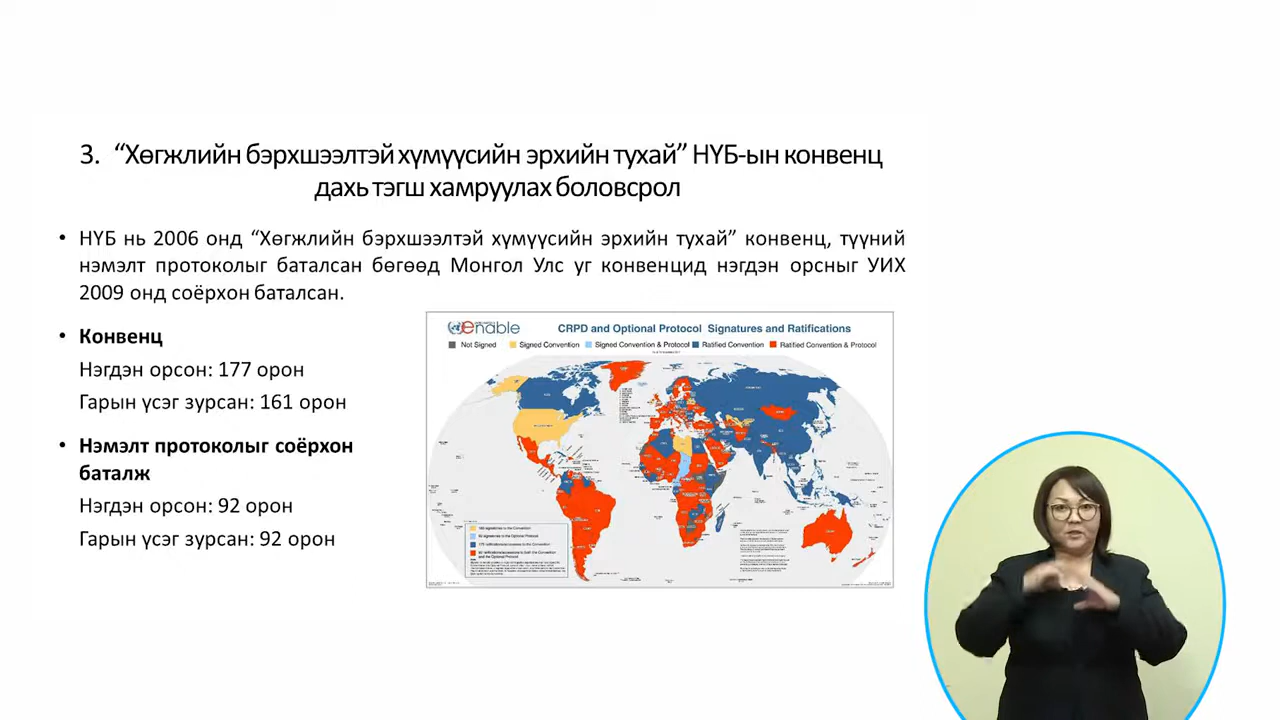 3. “Хөгжлийн бэрхшээлтэй хүмүүсийн эрхийн тухай” НҮБ-ын конвенц
дахь тэгш хамруулах боловсрол
• НҮБ нь 2006 онд “Хөгжлийн бэрхшээлтэй хүмүүсийн эрхийн тухай” конвенц, түүний
нэмэлт протоколыг баталсан бөгөөд Монгол Улс уг конвенцид нэгдэн орсныг УИХ
2009 онд соёрхон баталсан.
• Конвенц
Нэгдэн орсон: 177 орон
Гарын үсэг зурсан: 161 орон
• Нэмэлт протоколыг соёрхон
баталж
Нэгдэн орсон: 92 орон
Гарын үсэг зурсан: 92 орон
enable
CRPD and Optional Protocol Signatures and Ratifications
Not Signed Signed Convention Signed Convention & Protocol Ratified Convention Ratified Convention & Protocol